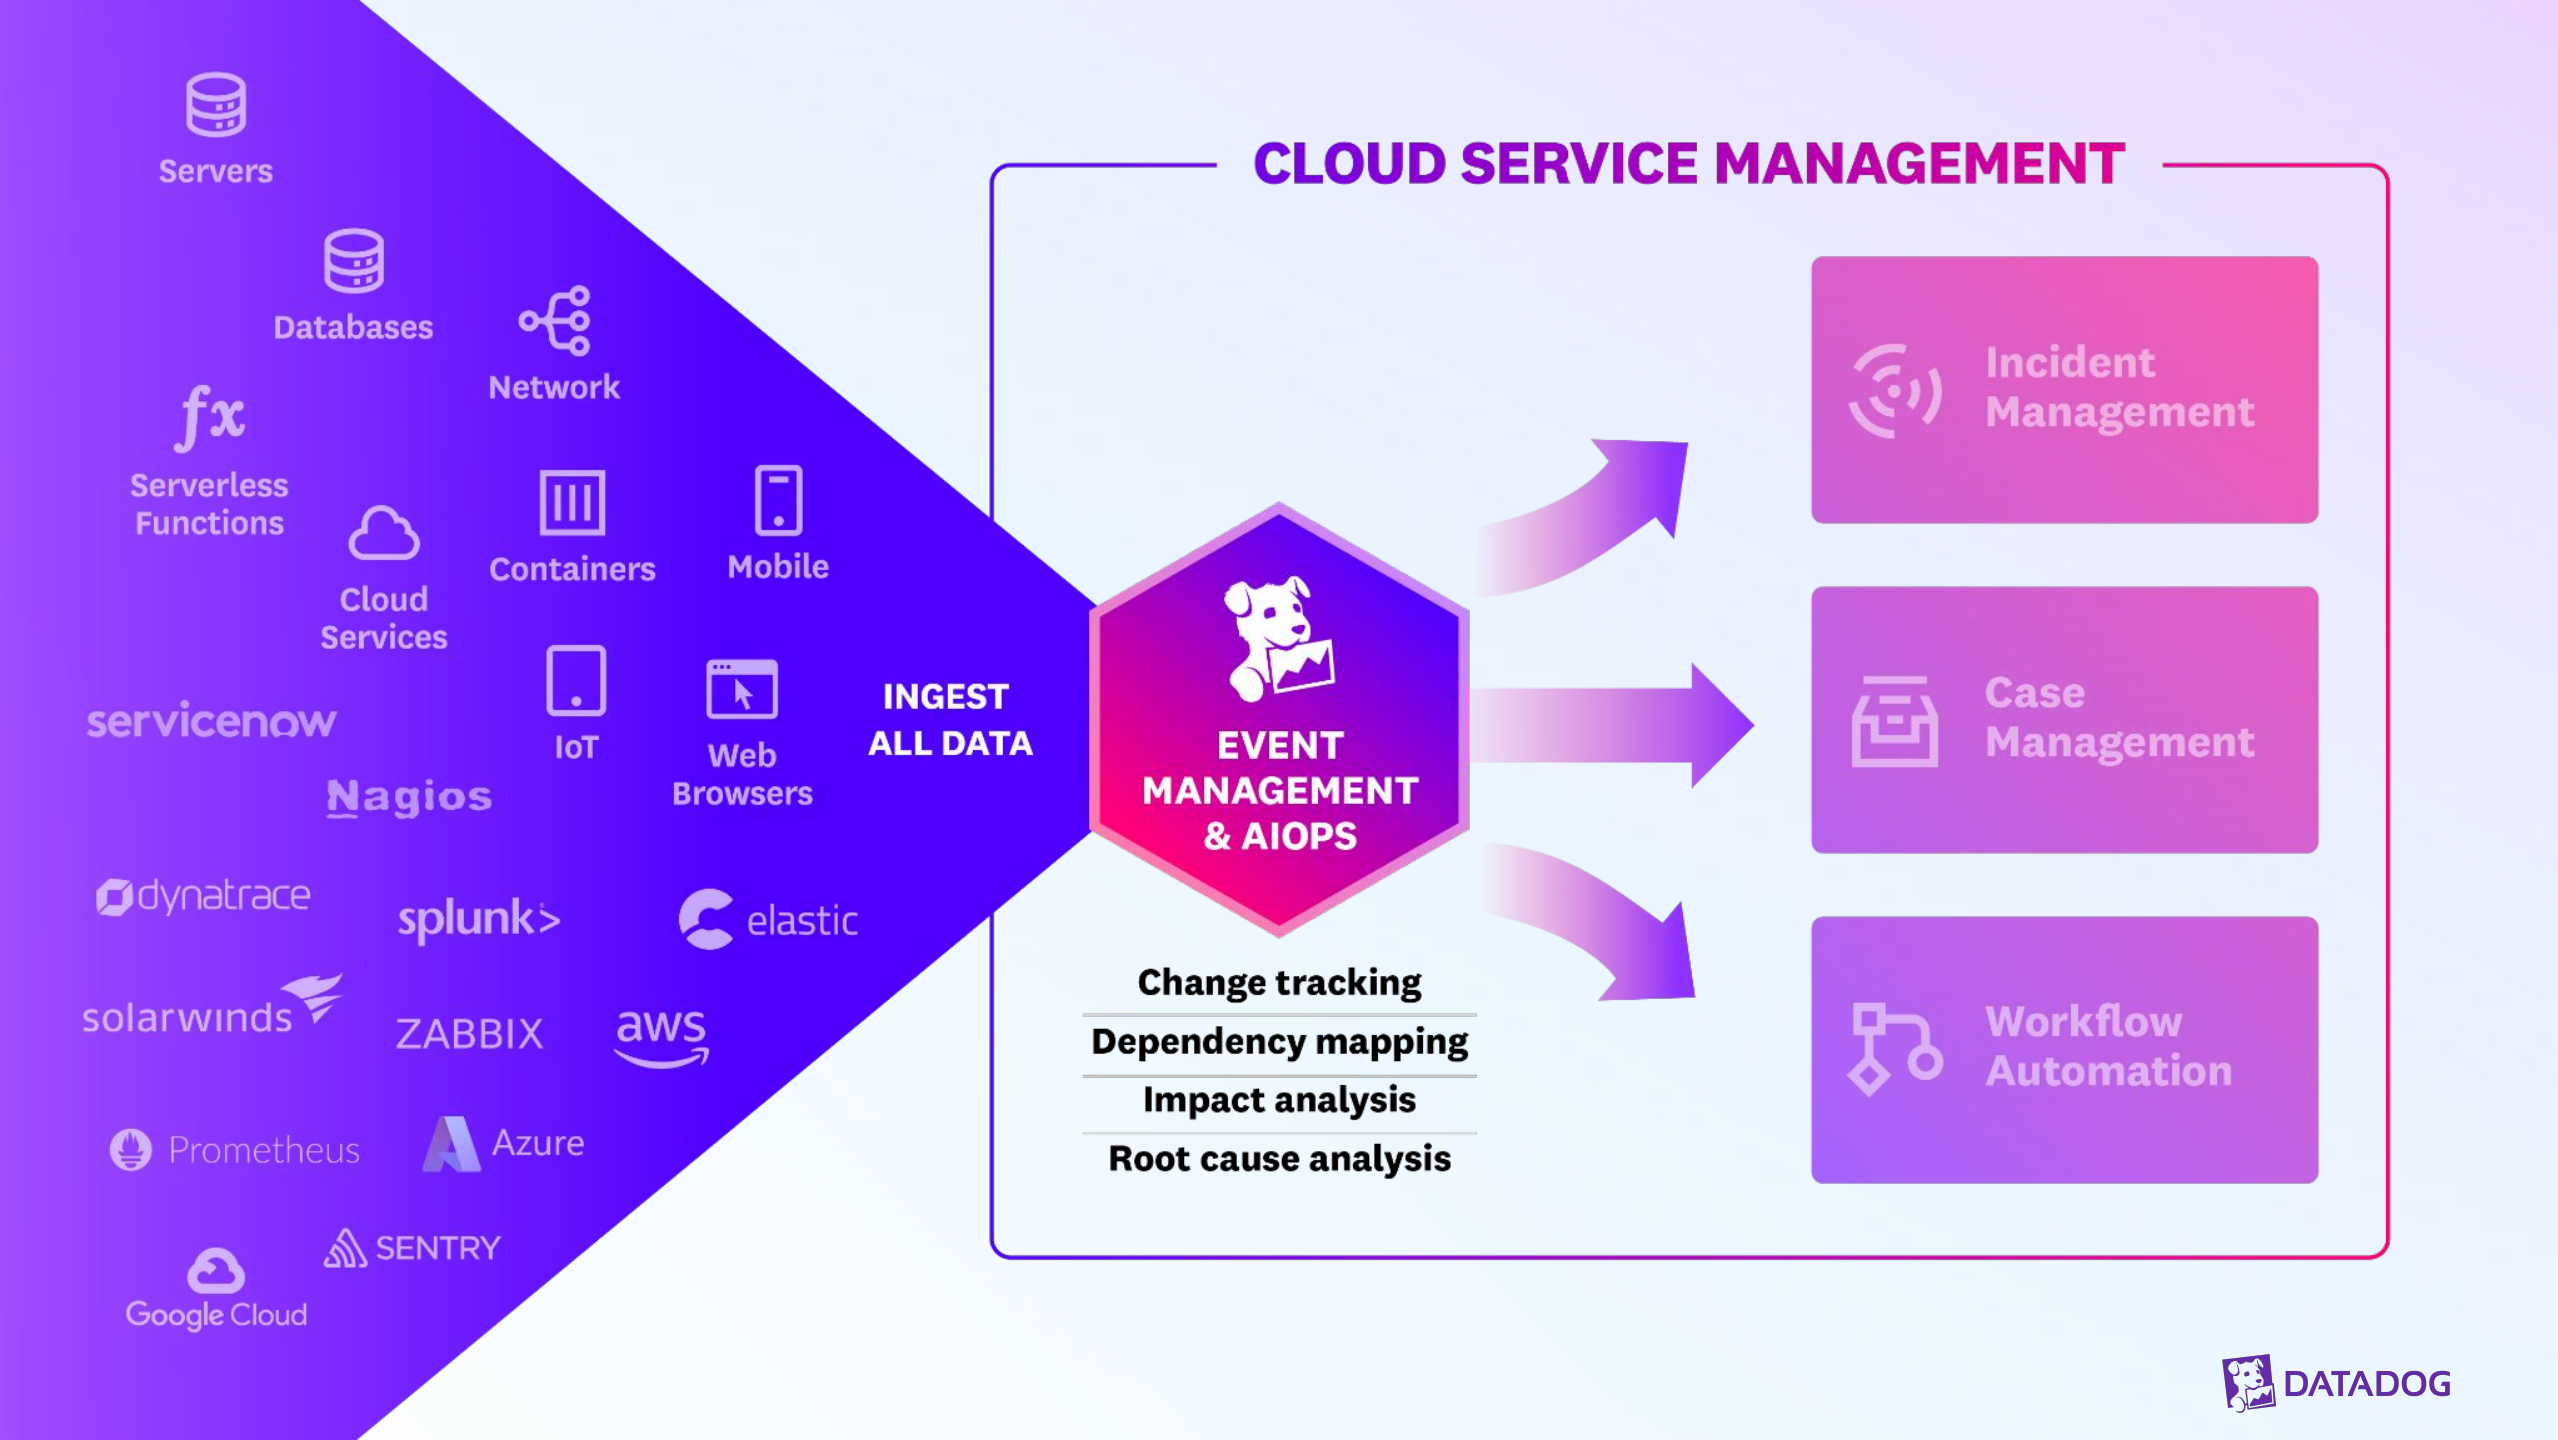 Servers
Databases
Network
fx
Serverless
Functions
Cloud
Services
Containers
Mobile
IoT
Web
Browsers
servicenow
Nagios
dynatrace
splunk>
elastic
solarwinds
ZABBIX
aws
Prometheus
Azure
SENTRY
Google Cloud
INGEST
ALL DATA
CLOUD SERVICE MANAGEMENT
EVENT
MANAGEMENT
& AIOPS
Change tracking
Dependency mapping
Impact analysis
Root cause analysis
Incident
Management
Case
Management
Workflow
Automation
DATADOG